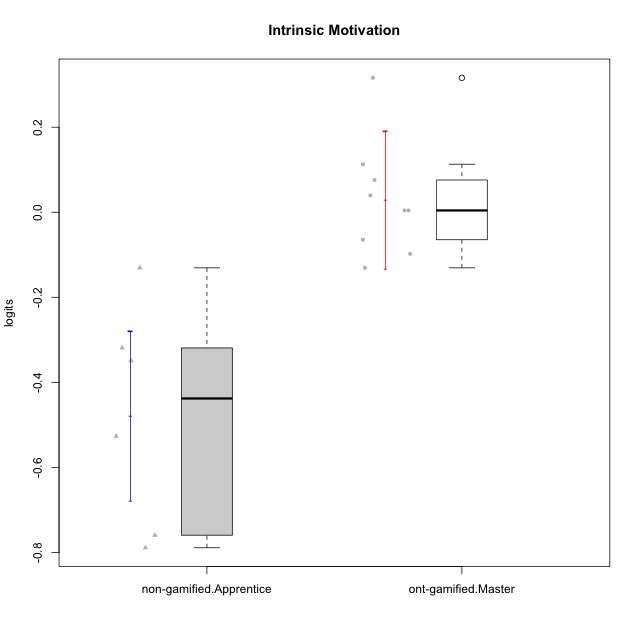 Intrinsic Motivation
logits
0.2
0.0
-0.2
-0.4
-0.6
-0.8
non-gamified.Apprentice
ont-gamified.Master